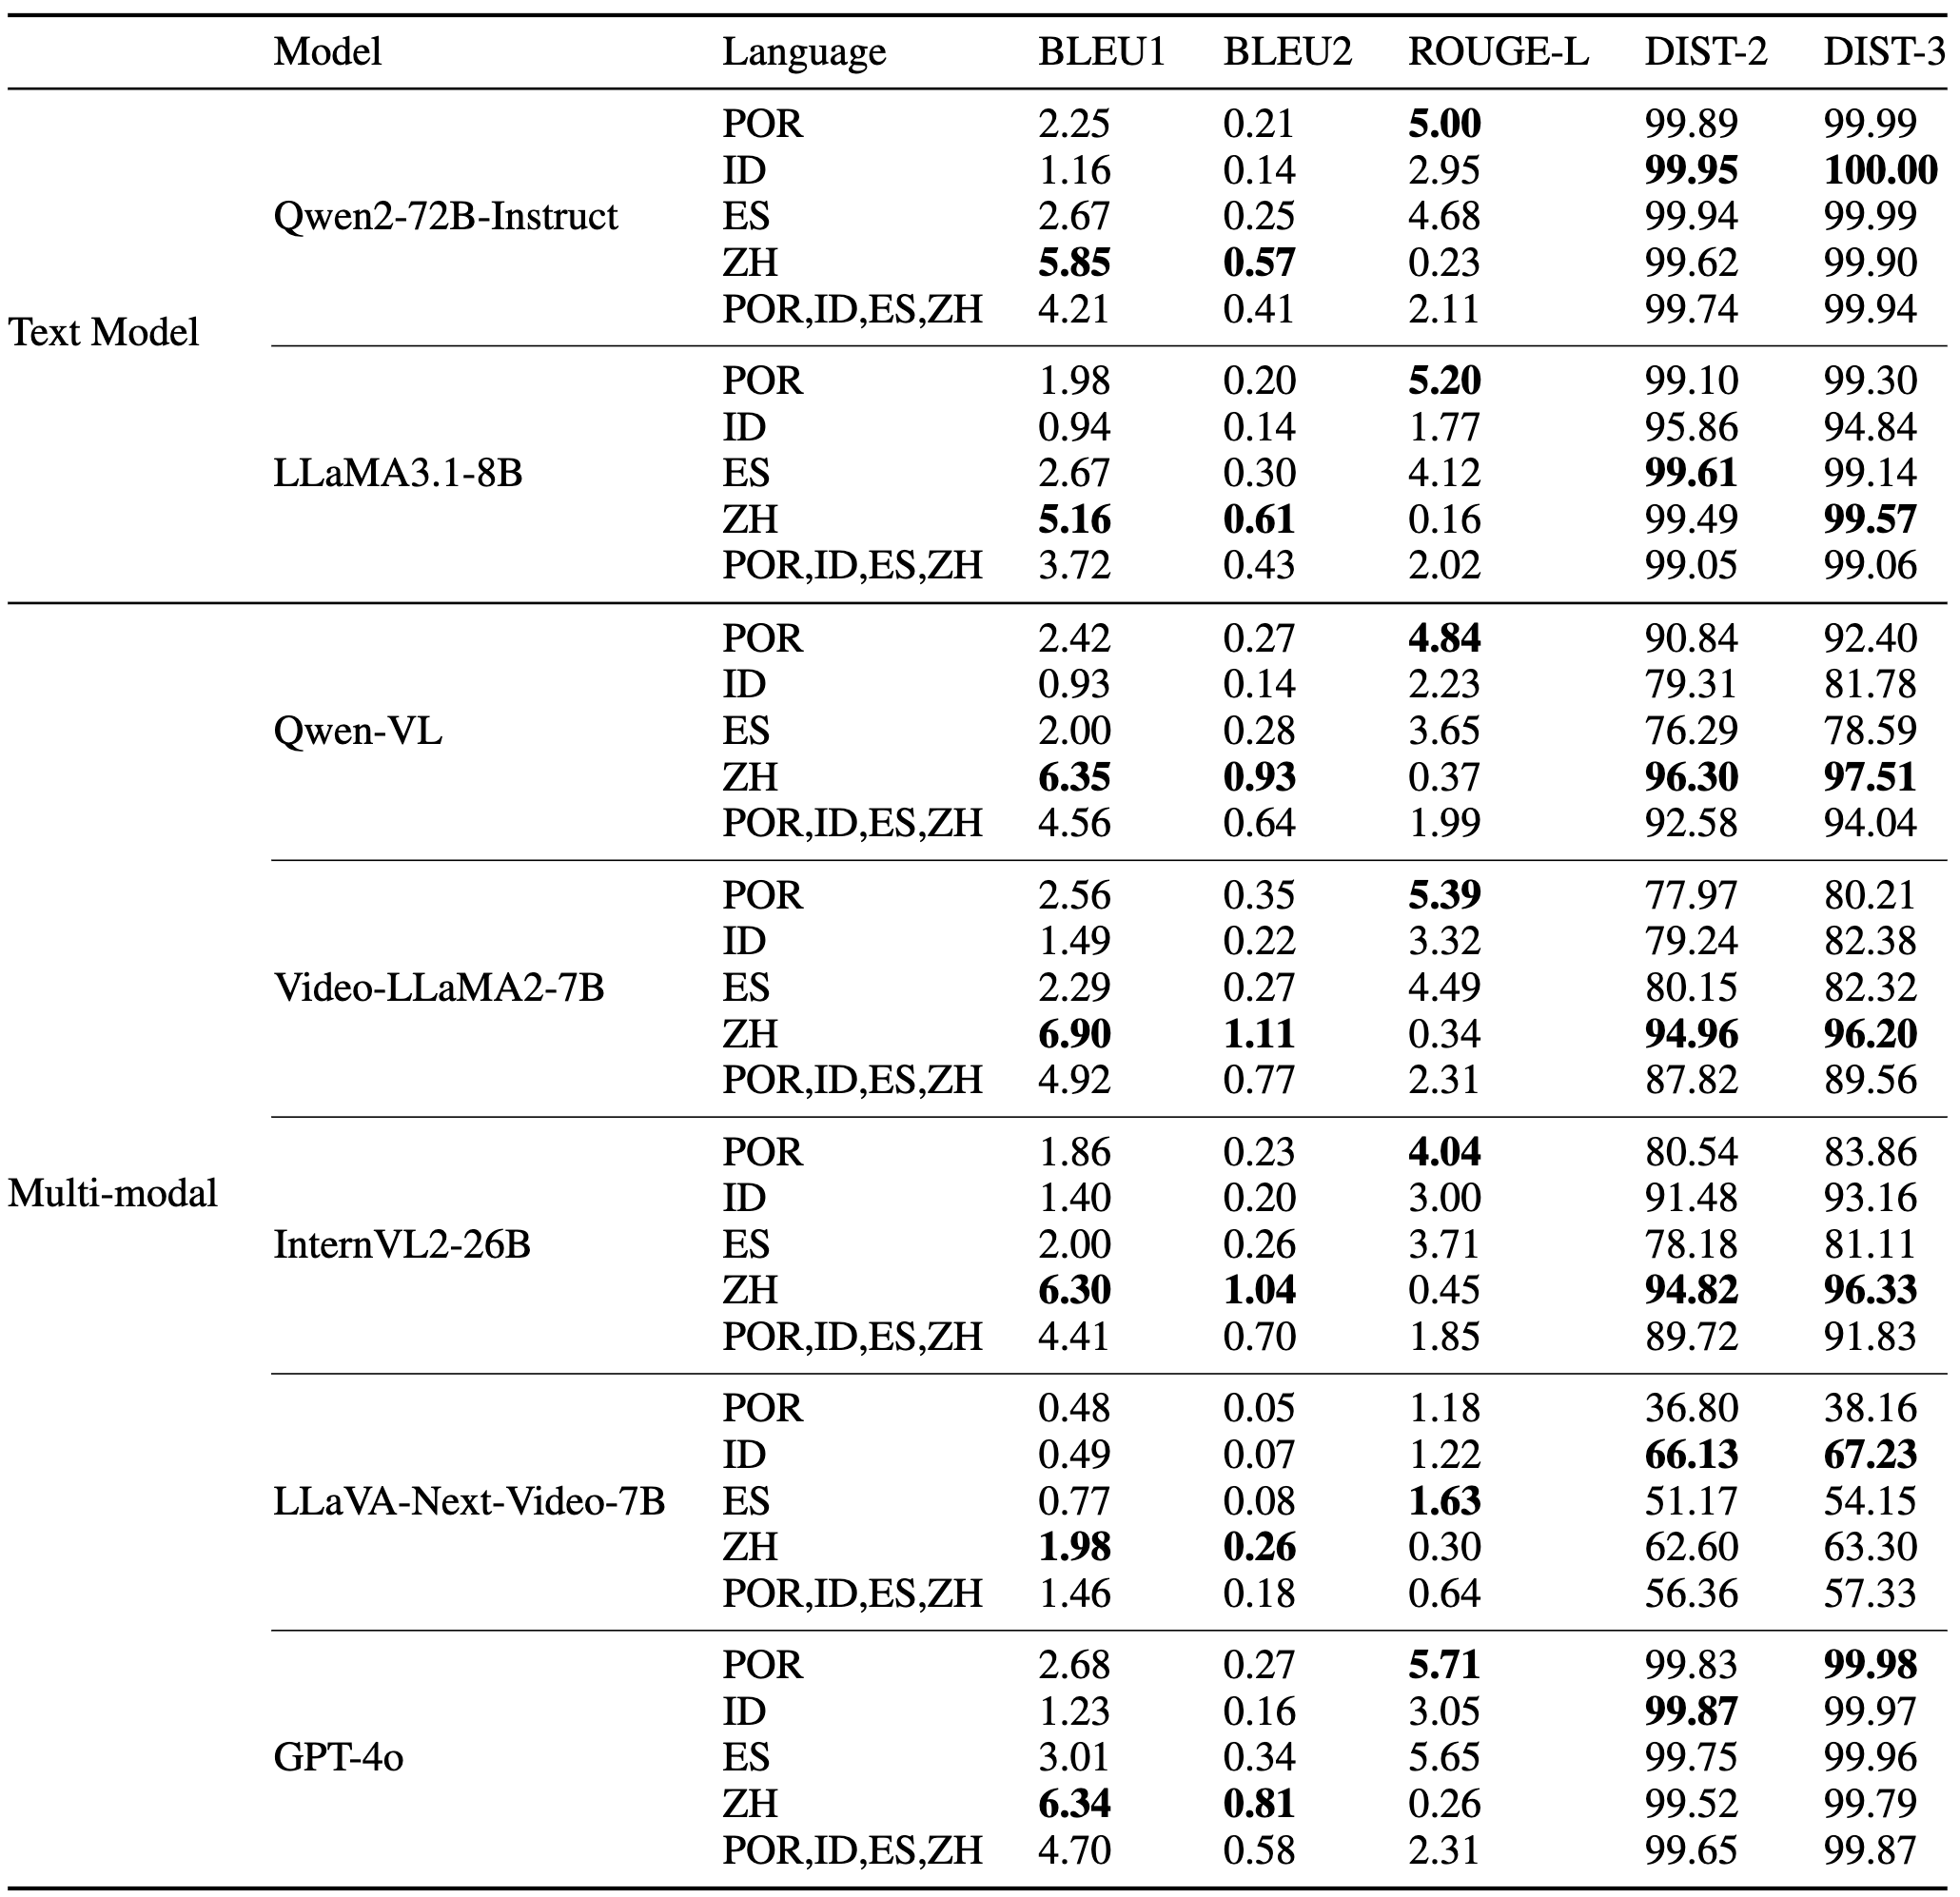 Model Language BLEU1 BLEU2 ROUGE-L DIST-2 DIST-3
POR 2.25 0.21 5.00 99.89 99.99
ID 1.16 0.14 2.95 99.95 100.00
Qwen2-72B-Instruct ES 2.67 0.25 4.68 99.94 99.99
ZH 5.85 0.57 0.23 99.62 99.90
POR,ID,ES,ZH 4.21 0.41 2.11 99.74 99.94
Text Model
POR 1.98 0.20 5.20 99.10 99.30
ID 0.94 0.14 1.77 95.86 94.84
LLaMA3.1-8B ES 2.67 0.30 4.12 99.61 99.14
ZH 5.16 0.61 0.16 99.49 99.57
POR,ID,ES,ZH 3.72 0.43 2.02 99.05 99.06
POR 2.42 0.27 4.84 90.84 92.40
ID 0.93 0.14 2.23 79.31 81.78
Qwen-VL ES 2.00 0.28 3.65 76.29 78.59
ZH 6.35 0.93 0.37 96.30 97.51
POR,ID,ES,ZH 4.56 0.64 1.99 92.58 94.04
POR 2.56 0.35 5.39 77.97 80.21
ID 1.49 0.22 3.32 79.24 82.38
Video-LLaMA2-7B ES 2.29 0.27 4.49 80.15 82.32
ZH 6.90 1.11 0.34 94.96 96.20
POR,ID,ES,ZH 4.92 0.77 2.31 87.82 89.56
POR 1.86 0.23 4.04 80.54 83.86
Multi-modal ID 1.40 0.20 3.00 91.48 93.16
InternVL2-26B ES 2.00 0.26 3.71 78.18 81.11
ZH 6.30 1.04 0.45 94.82 96.33
POR,ID,ES,ZH 4.41 0.70 1.85 89.72 91.83
POR 0.48 0.05 1.18 36.80 38.16
ID 0.49 0.07 1.22 66.13 67.23
LLaVA-Next-Video-7B ES 0.77 0.08 1.63 51.17 54.15
ZH 1.98 0.26 0.30 62.60 63.30
POR,ID,ES,ZH 1.46 0.18 0.64 56.36 57.33
POR 2.68 0.27 5.71 99.83 99.98
ID 1.23 0.16 3.05 99.87 99.97
GPT-4o ES 3.01 0.34 5.65 99.75 99.96
ZH 6.34 0.81 0.26 99.52 99.79
POR,ID,ES,ZH 4.70 0.58 2.31 99.65 99.87